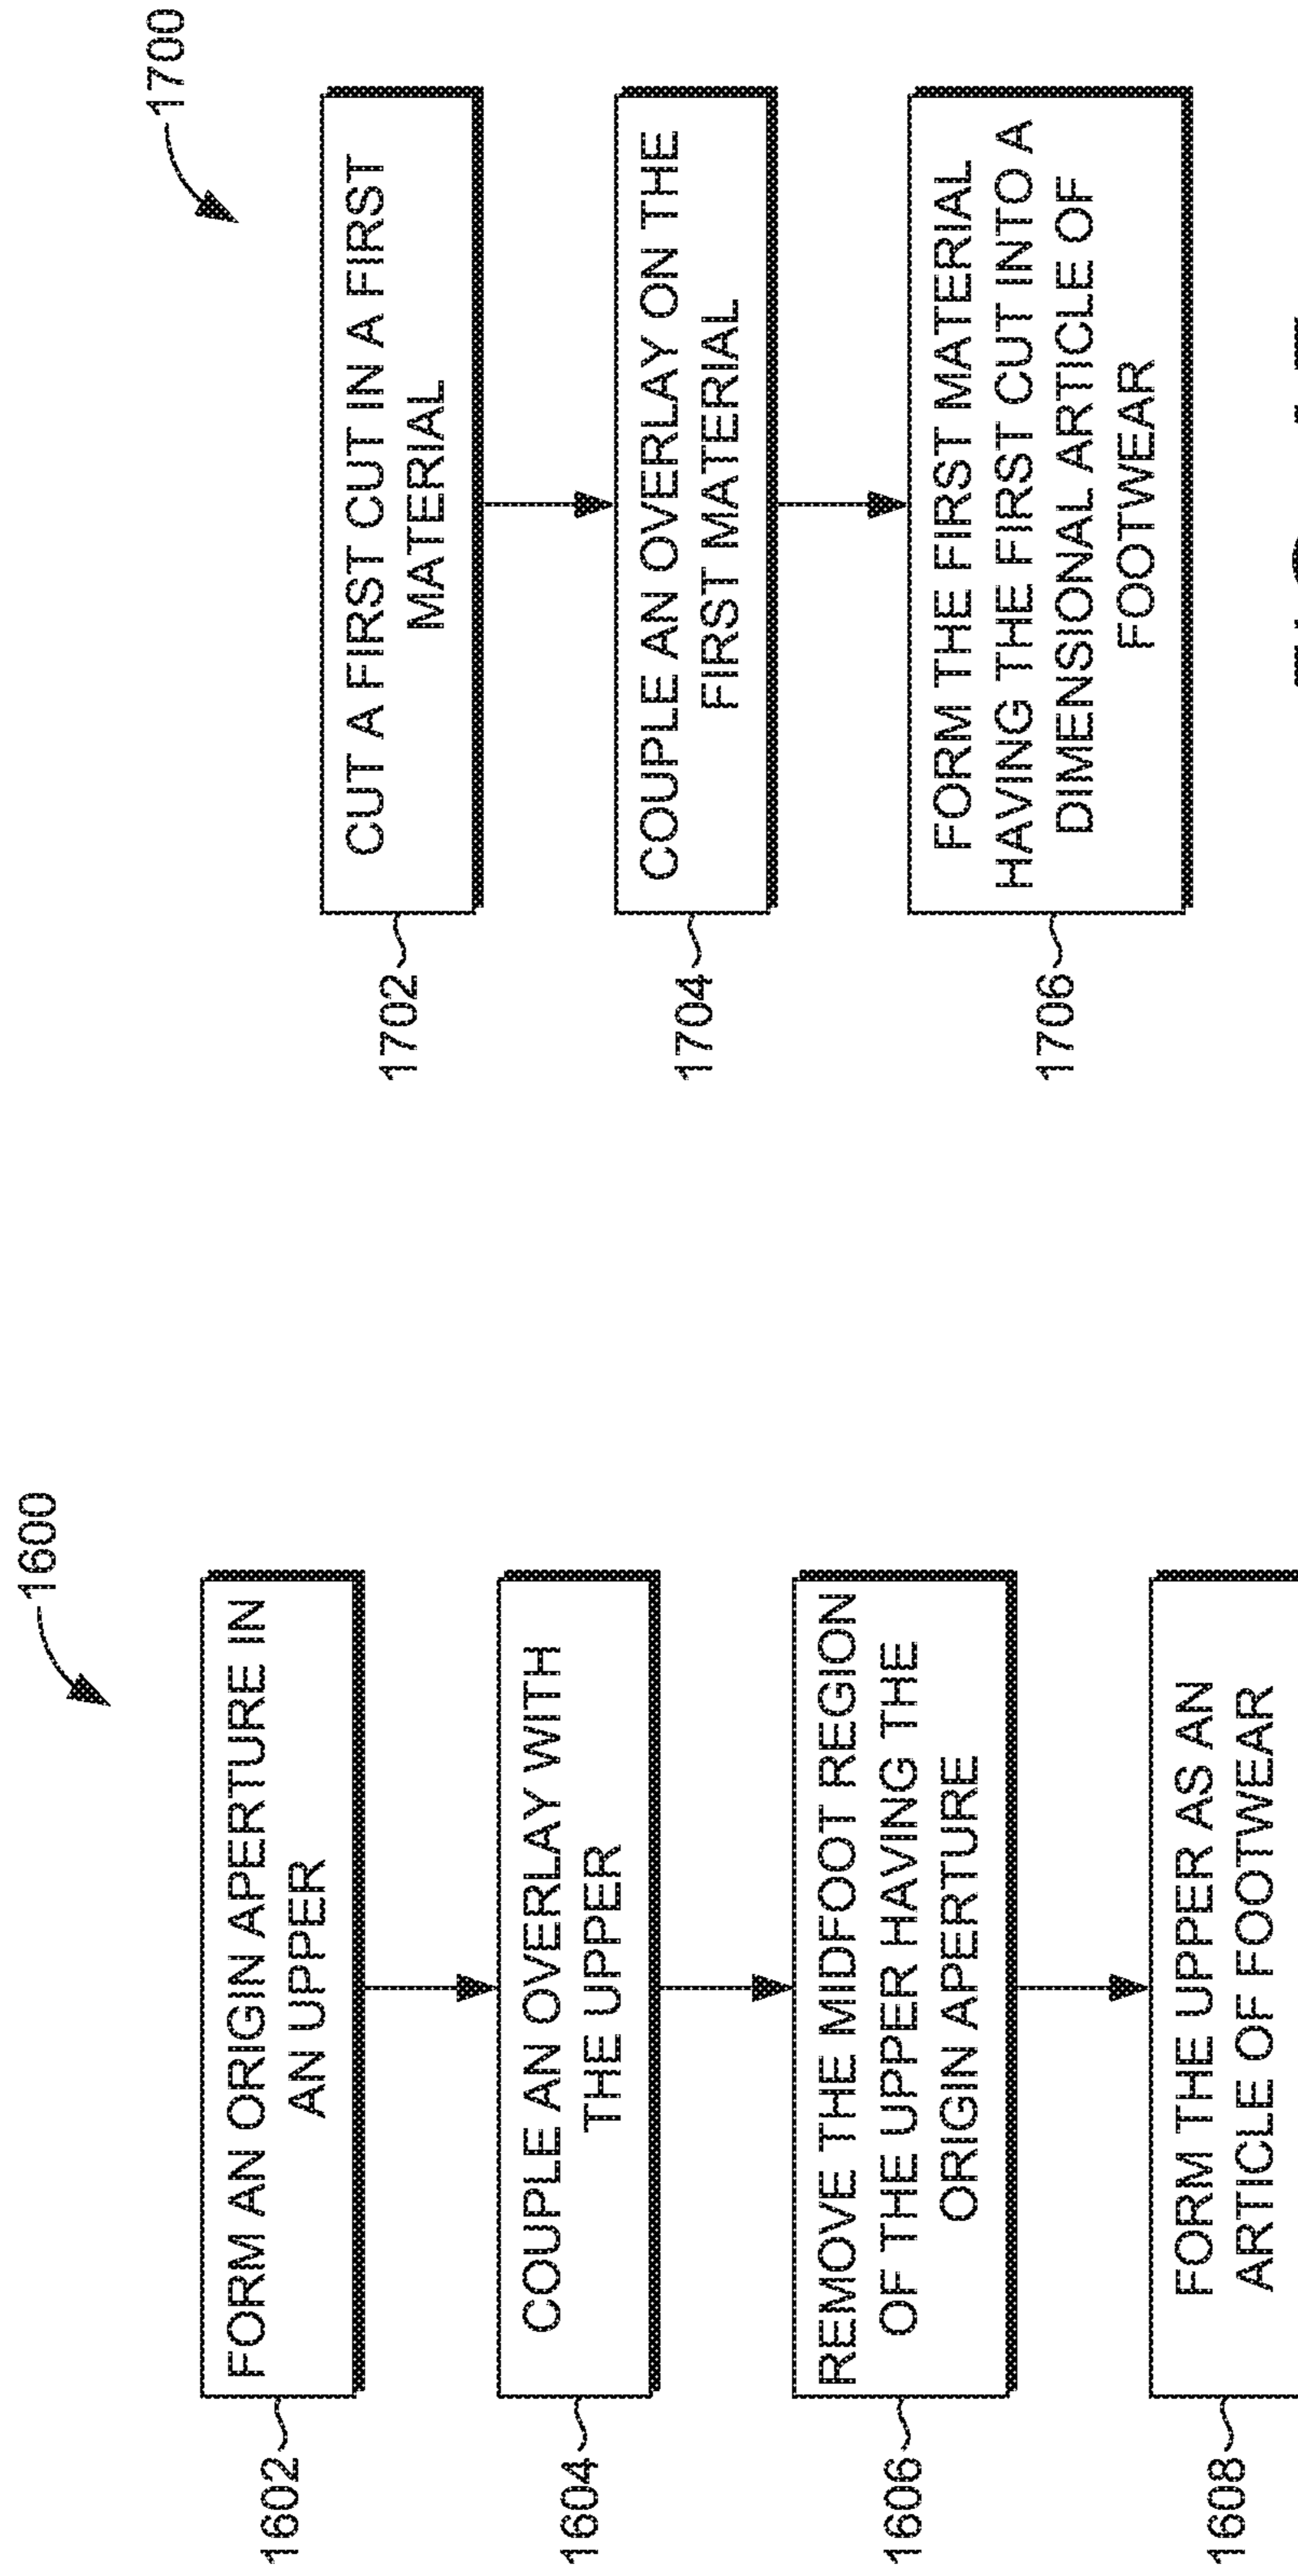 1600
1602
FORM AN ORIGIN APERTURE IN
AN UPPER
1604
COUPLE AN OVERLAY WITH
THE UPPER
1606
REMOVE THE MIDFOOT REGION
OF THE UPPER HAVING THE
ORIGIN APERTURE
1608
FORM THE UPPER AS AN
ARTICLE OF FOOTWEAR
1700
1702
CUT A FIRST CUT IN A FIRST
MATERIAL
1704
COUPLE AN OVERLAY ON THE
FIRST MATERIAL
1706
FORM THE FIRST MATERIAL
HAVING THE FIRST CUT INTO A
DIMENSIONAL ARTICLE OF
FOOTWEAR